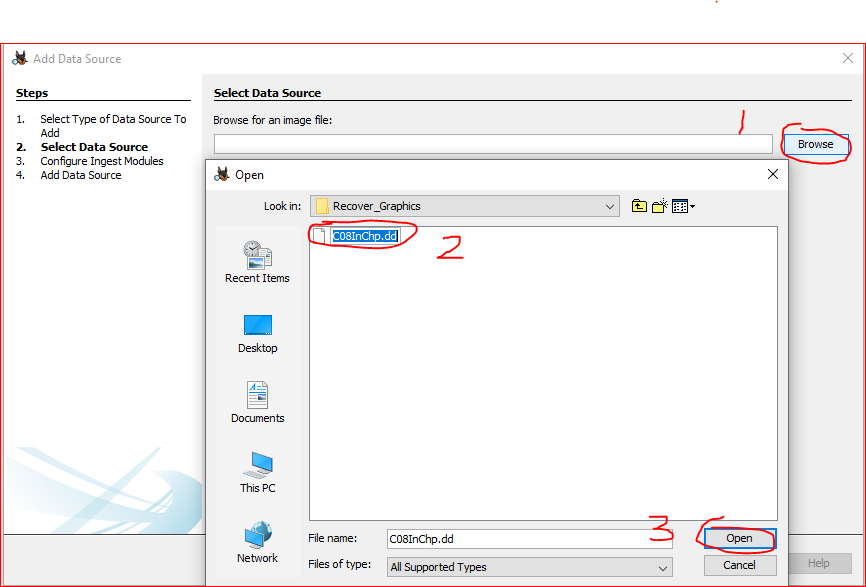 Add Data Source
Steps
1. Select Type of Data Source To
Add
2. Select Data Source
3. Configure Ingest Modules
4. Add Data Source
Select Data Source
Browse for an image file:
1
Browse
Open
Look in: Recover_Graphics
C08InChp.dd
2
Recent Items
Desktop
Documents
This PC
Network
File name: C08InChp.dd
3
Open
Files of type: All Supported Types
Cancel
Help